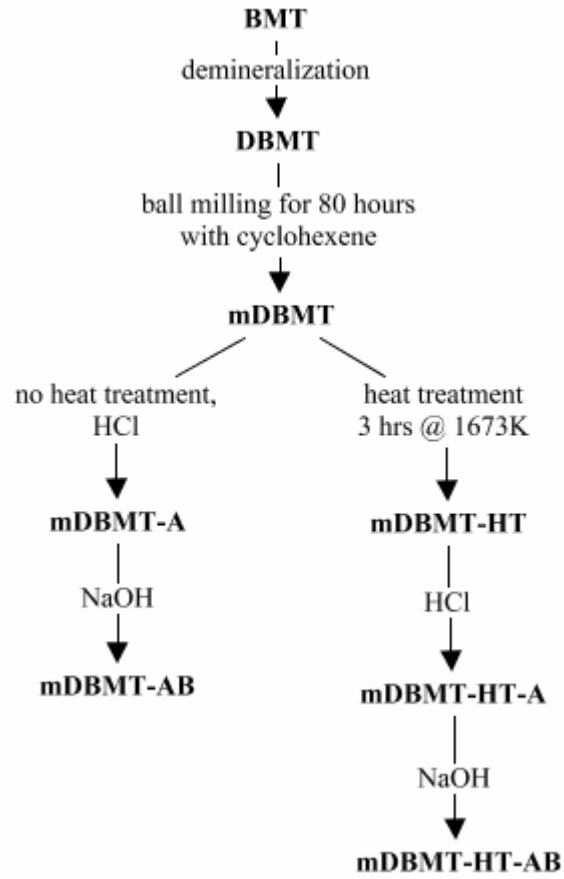 BMT
demineralization
DBMT
ball milling for 80 hours
with cyclohexene
mDBMT
no heat treatment,
HCl
mDBMT-A
NaOH
mDBMT-AB
heat treatment
3 hrs @ 1673K
mDBMT-HT
HCl
mDBMT-HT-A
NaOH
mDBMT-HT-AB